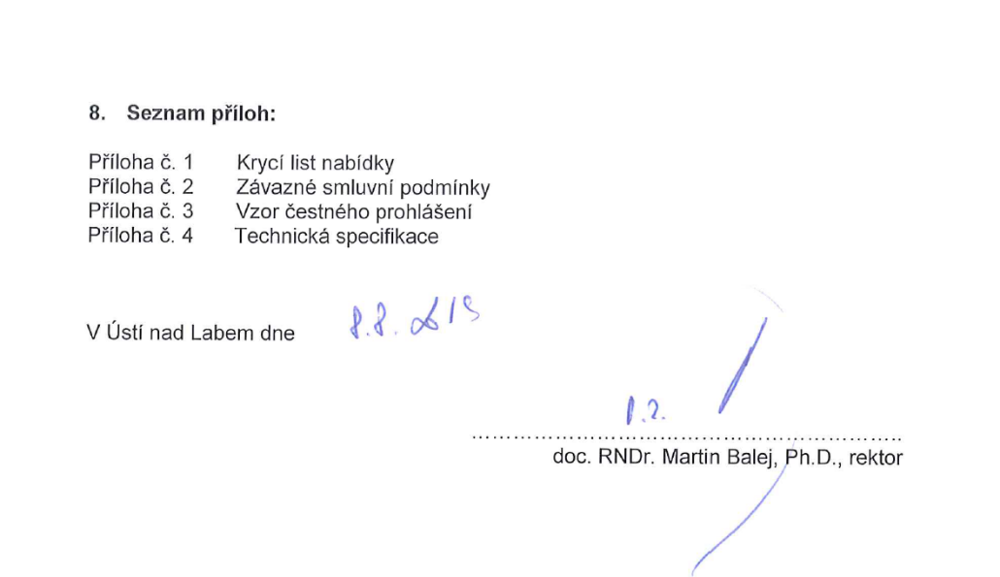 8. Seznam příloh:
Příloha č. 1 Krycí list nabídky
Příloha č. 2 Závazné smluvní podmínky
Příloha č. 3 Vzor čestného prohlášení
Příloha č. 4 Technická specifikace
V Ústí nad Labem dne 8.8.
doc. RNDr. Martin Balej, Ph.D., rektor